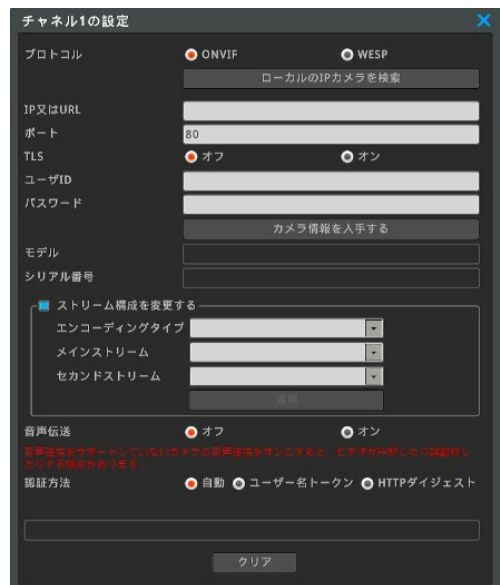 チャネル1の設定
プロトコル ONVIF WESP
ローカルのIPカメラを検索
IP又はURL
ポート 80
TLS オフ オン
ユーザID
パスワード
カメラ情報を入手する
モデル
シリアル番号
ストリーム構成を変更する
エンコーディングタイプ
メインストリーム
セカンドストリーム
適用
音声伝送 オフ オン
音声送信をサポートしていないカメラの音声送信をオンにすると、ビデオが中断したり誤動作し
たりする場合があります。
認証方法 自動 ユーザー名トークン HTTPダイジェスト
クリア